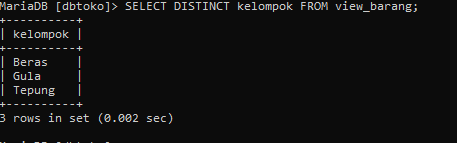 MariaDB [dbtoko]> SELECT DISTINCT kelompok FROM view_barang;
+----------+
| kelompok |
+----------+
| Beras    |
| Gula     |
| Tepung   |
+----------+
3 rows in set (0.002 sec)